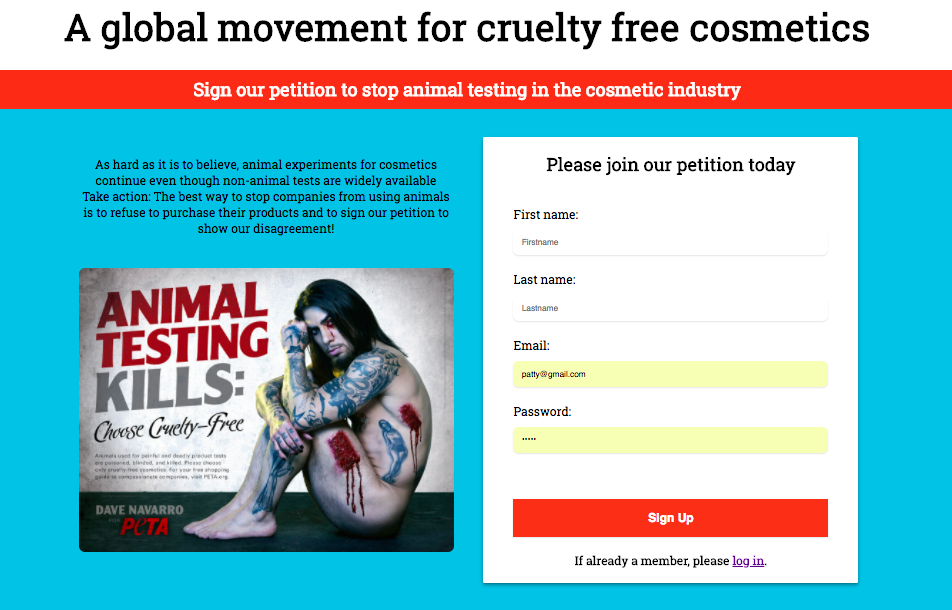 A global movement for cruelty free cosmetics
Sign our petition to stop animal testing in the cosmetic industry
As hard as it is to believe, animal experiments for cosmetics
continue even though non-animal tests are widely available
Take action: The best way to stop companies from using animals
is to refuse to purchase their products and to sign our petition to
show our disagreement!
ANIMAL
TESTING
KILLS:
Choose Cruelty-Free
Animals used for painful and deadly product tests
are poisoned, blinded, and killed. Please choose
only cruelty-free cosmetics. For your free shopping
guide to compassionate companies, visit PETA.org.
DAVE NAVARRO
FOR PETA
Please join our petition today
First name:
Firstname
Last name:
Lastname
Email:
patty@gmail.com
Password:
•••••
Sign Up
If already a member, please log in.